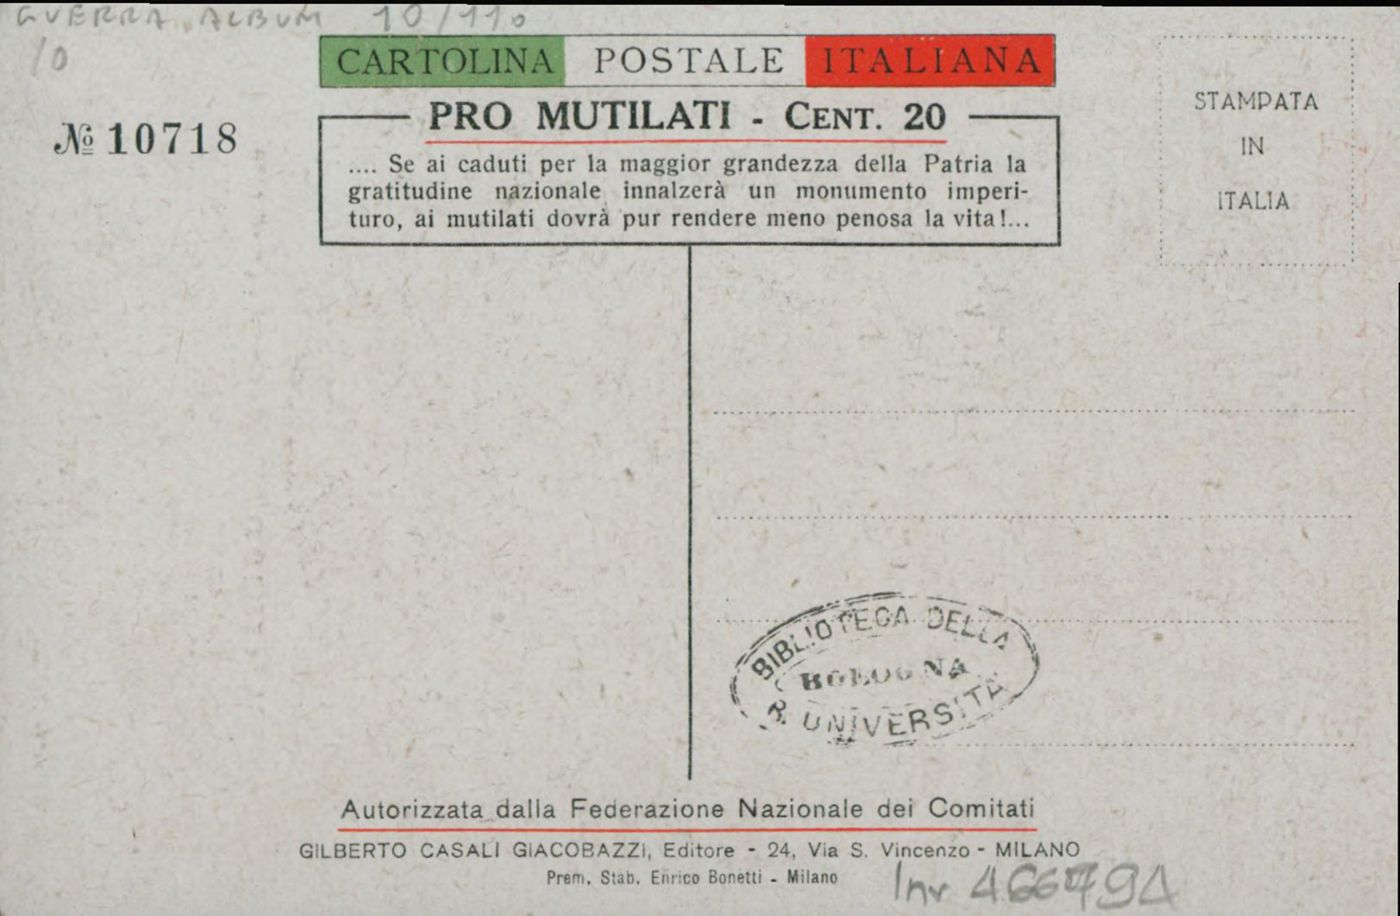 GUERRA ALBUM 10/110
10
CARTOLINA POSTALE ITALIANA
PRO MUTILATI - CENT. 20
№ 10718
.... Se ai caduti per la maggior grandezza della Patria la
gratitudine nazionale innalzerà un monumento imperi-
turo, ai mutilati dovrà pur rendere meno penosa la vita!...
STAMPATA
IN
ITALIA
BIBLIOTECA DELLA
BOLOGNA
R. UNIVERSITÀ
Autorizzata dalla Federazione Nazionale dei Comitati
GILBERTO CASALI GIACOBAZZI, Editore - 24, Via S. Vincenzo - MILANO
Prem. Stab. Enrico Bonetti - Milano
Inv